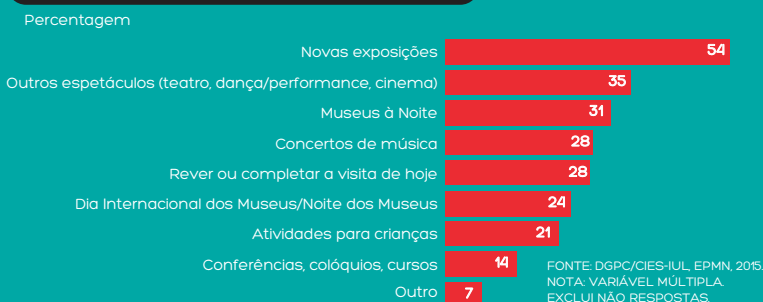 Percentagem
Novas exposições 54
Outros espetáculos (teatro, dança/performance, cinema) 35
Museus à Noite 31
Concertos de música 28
Rever ou completar a visita de hoje 28
Dia Internacional dos Museus/Noite dos Museus 24
Atividades para crianças 21
Conferências, colóquios, cursos 14
Outro 7
FONTE: DGPC/CIES-IUL, EPMN, 2015.
NOTA: VARIÁVEL MÚLTIPLA.
EXCLUI NÃO RESPOSTAS.